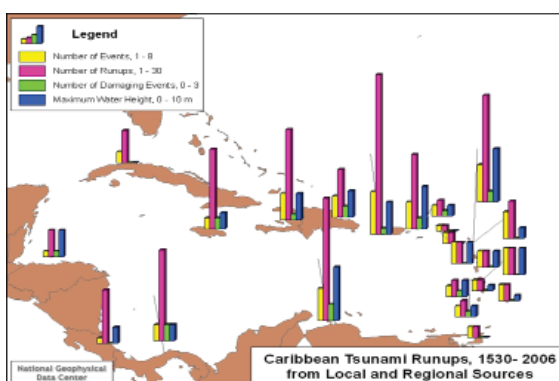 Legend
Number of Events, 1 - 8
Number of Runups, 1 - 30
Number of Damaging Events, 0 - 3
Maximum Water Height, 0 - 10 m
National Geophysical
Data Center
Caribbean Tsunami Runups, 1530- 2006
from Local and Regional Sources